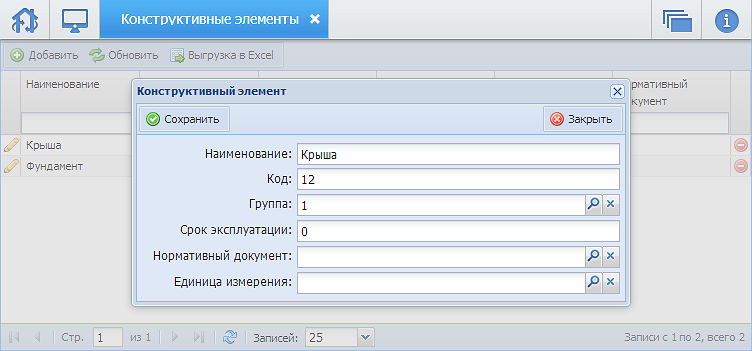 Конструктивные элементы
Добавить Обновить Выгрузка в Excel
Наименование
Крыша
Фундамент
Конструктивный элемент
Сохранить Закрыть
Наименование: Крыша
Код: 12
Группа: 1
Срок эксплуатации: 0
Нормативный документ:
Единица измерения:
Стр. 1 из 1 Записей: 25 Записи с 1 по 2, всего 2